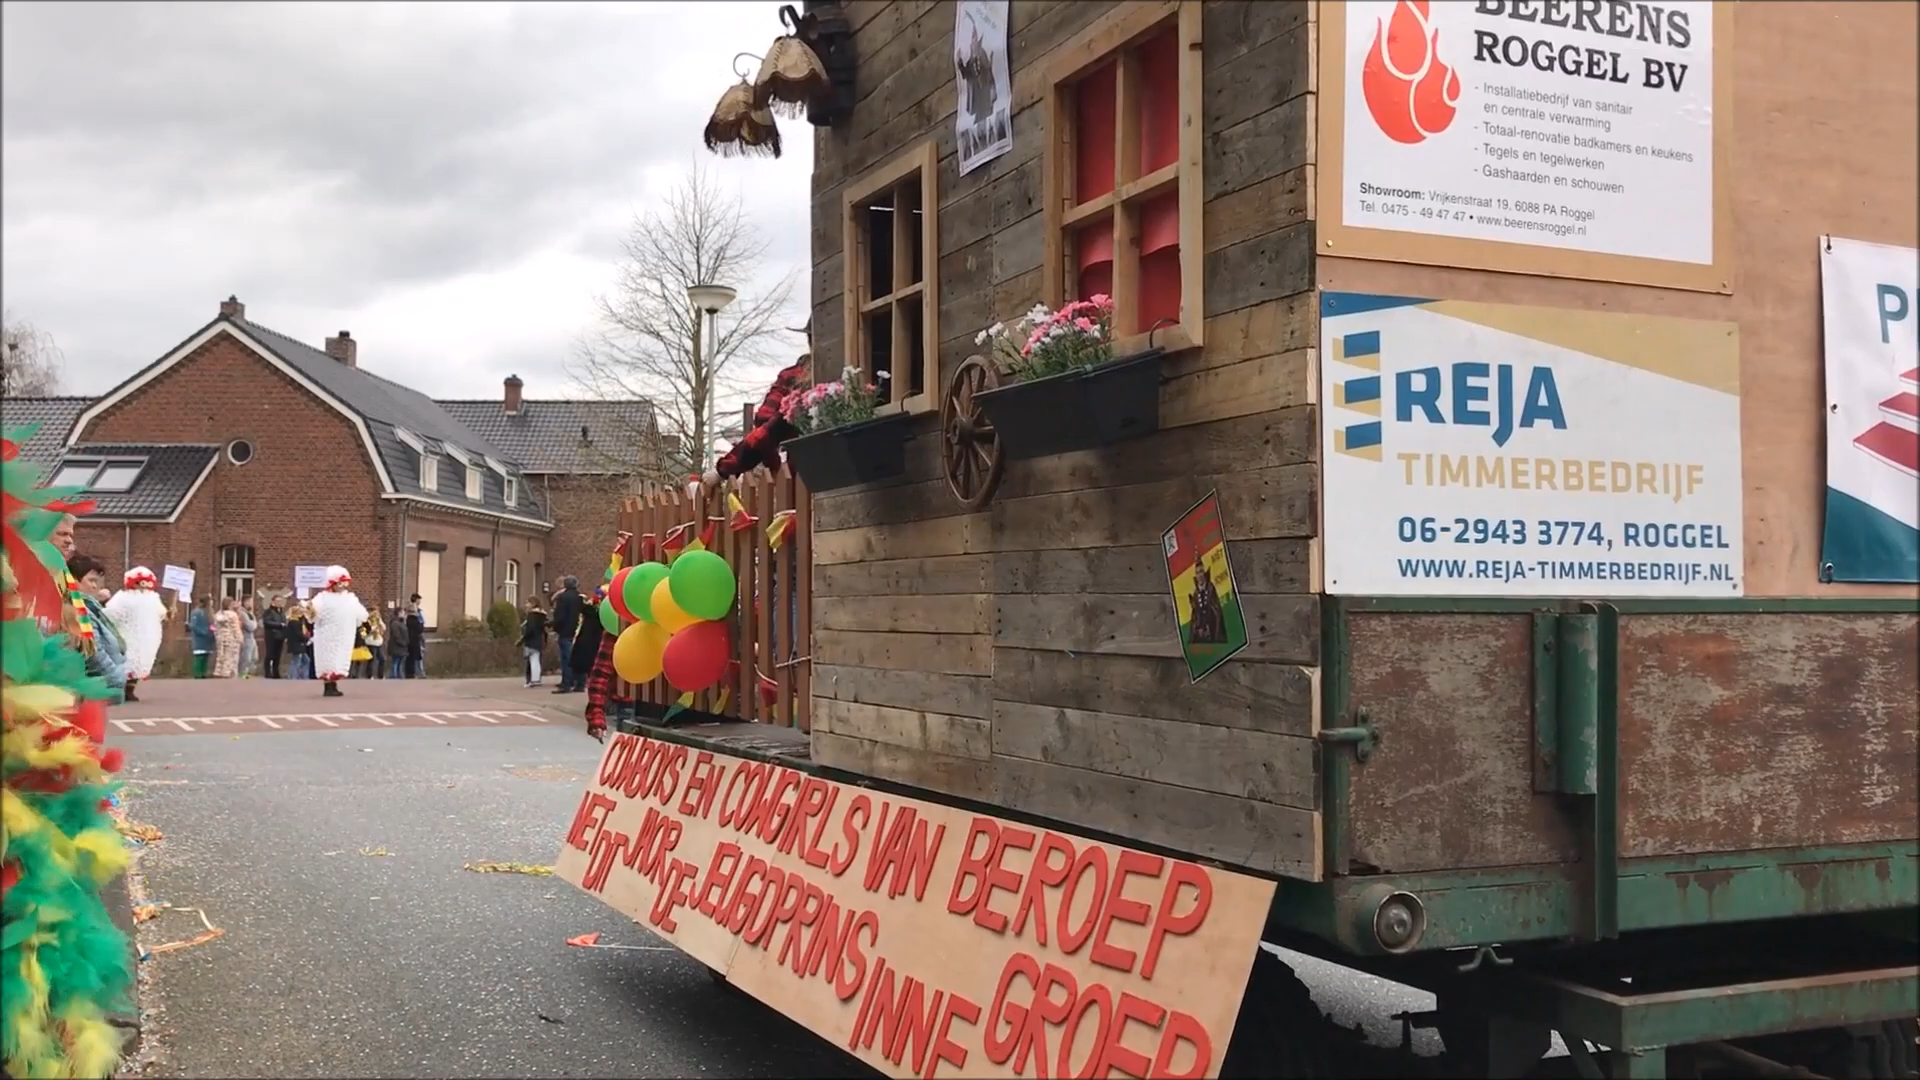 BEERENS
ROGGEL BV
- Installatiebedrijf van sanitair
en centrale verwarming
- Totaal-renovatie badkamers en keukens
- Tegels en tegelwerken
- Gashaarden en schouwen
Showroom: Vrijkenstraat 19, 6088 PA Roggel
Tel. 0475 - 49 47 47 • www.beerensroggel.nl
REJA
TIMMERBEDRIJF
06-2943 3774, ROGGEL
WWW.REJA-TIMMERBEDRIJF.NL
P
COWBOYS EN COWGIRLS VAN BEROEP
MET DIT JAOR DE JEUGDPRINS INNE GROEP